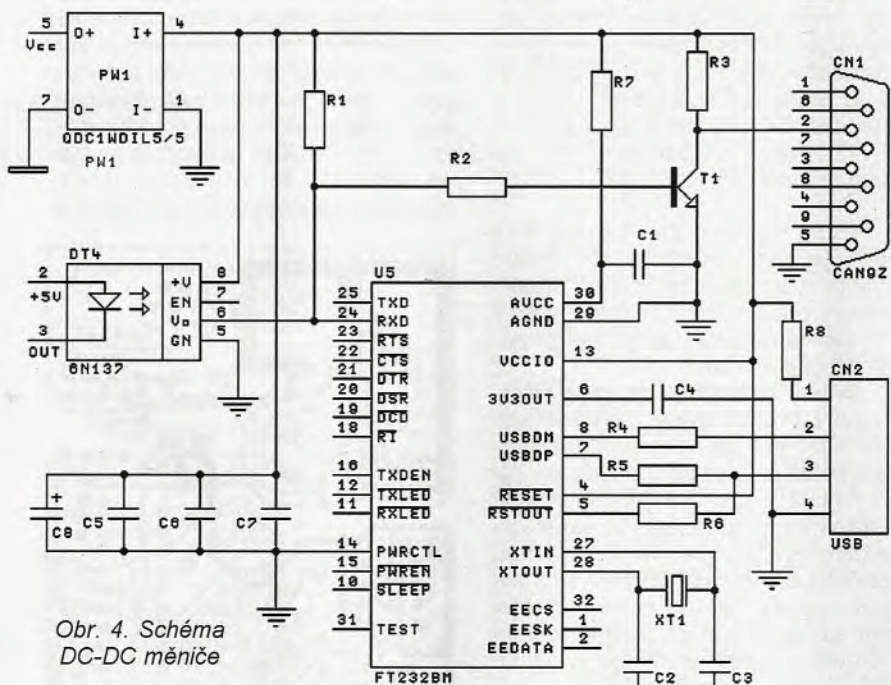 5
O+
I+
4
Vcc
PW1
7
O-
I-
1
QDC1WDIL5/5
PW1
R1
R2
R7
R3
T1
C1
CN1
1
6
2
7
3
8
4
9
5
CAN9Z
DT4
2
+5V
3
OUT
+V
8
EN
7
Vo
6
GN
5
6N137
U5
25
TXD
24
RXD
23
RTS
22
CTS
21
DTR
20
DSR
19
DCD
18
RI
16
TXDEN
12
TXLED
11
RXLED
14
PWRCTL
15
PWREN
10
SLEEP
31
TEST
AVCC
30
AGND
29
VCCIO
13
3V3OUT
6
USBDM
8
USBDP
7
RESET
4
RSTOUT
5
XTIN
27
XTOUT
28
EECS
32
EESK
1
EEDATA
2
FT232BM
C4
R4
R5
R6
R8
CN2
1
2
3
4
USB
XT1
C2
C3
+
C8
C5
C6
C7
Obr. 4. Schéma
DC-DC měniče